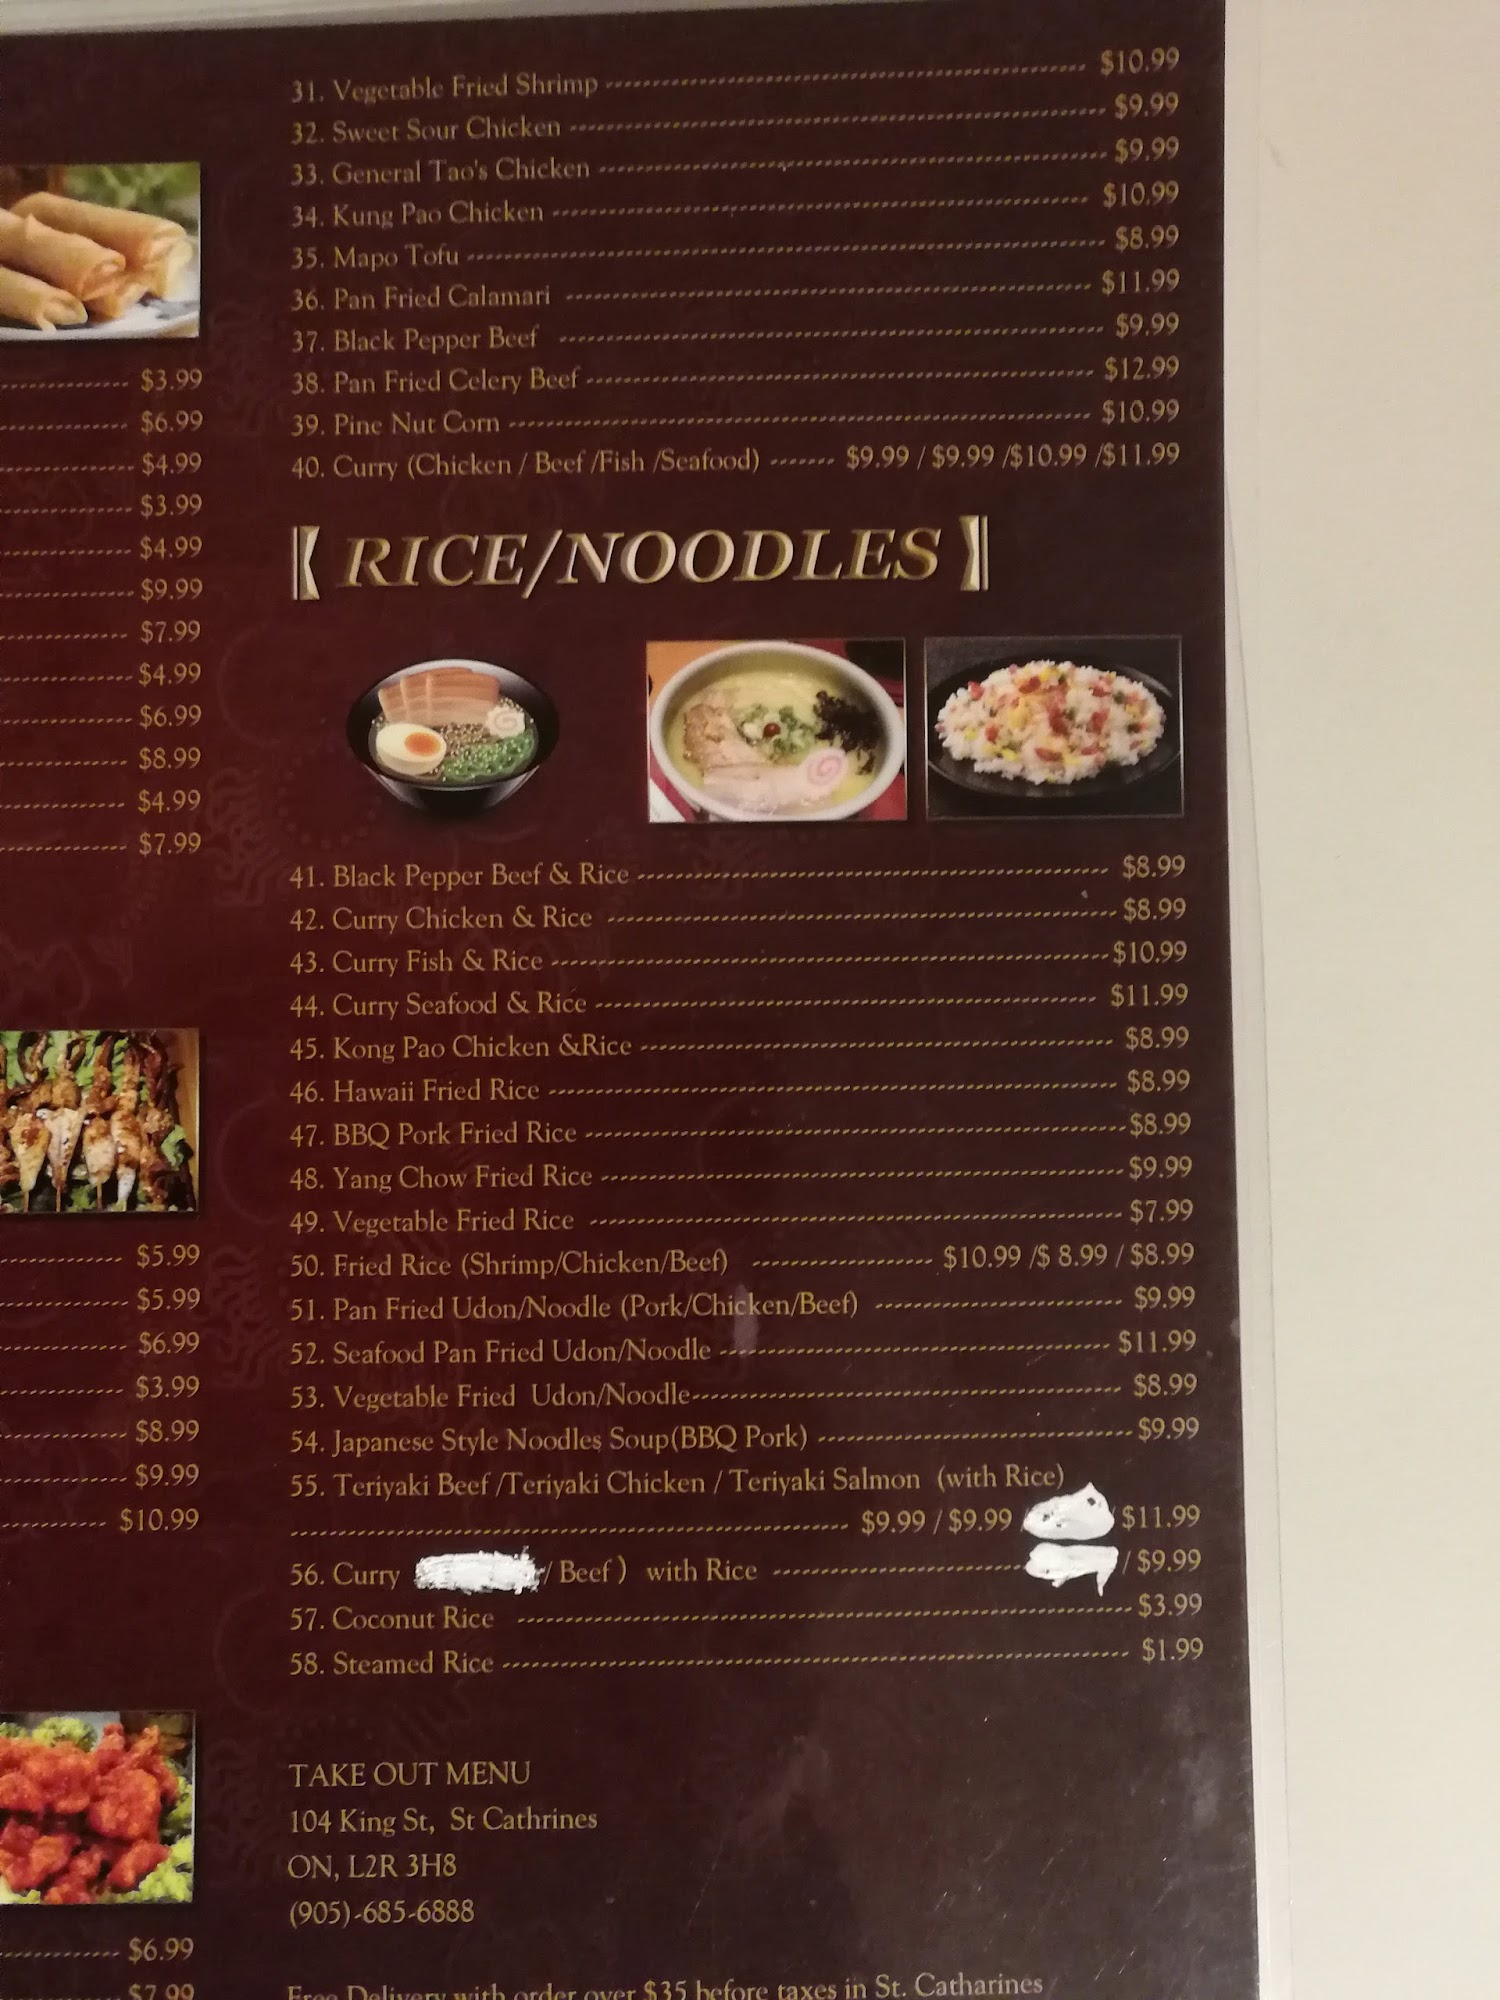 $3.99
$6.99
$4.99
$3.99
$4.99
$9.99
$7.99
$4.99
$6.99
$8.99
$4.99
$7.99
$5.99
$5.99
$6.99
$3.99
$8.99
$9.99
$10.99
$6.99
$7.99
31. Vegetable Fried Shrimp $10.99
32. Sweet Sour Chicken $9.99
33. General Tao's Chicken $9.99
34. Kung Pao Chicken $10.99
35. Mapo Tofu $8.99
36. Pan Fried Calamari $11.99
37. Black Pepper Beef $9.99
38. Pan Fried Celery Beef $12.99
39. Pine Nut Corn $10.99
40. Curry (Chicken / Beef /Fish /Seafood) $9.99 / $9.99 /$10.99 /$11.99
【 RICE/NOODLES 】
41. Black Pepper Beef & Rice $8.99
42. Curry Chicken & Rice $8.99
43. Curry Fish & Rice $10.99
44. Curry Seafood & Rice $11.99
45. Kong Pao Chicken &Rice $8.99
46. Hawaii Fried Rice $8.99
47. BBQ Pork Fried Rice $8.99
48. Yang Chow Fried Rice $9.99
49. Vegetable Fried Rice $7.99
50. Fried Rice (Shrimp/Chicken/Beef) $10.99 /$ 8.99 / $8.99
51. Pan Fried Udon/Noodle (Pork/Chicken/Beef) $9.99
52. Seafood Pan Fried Udon/Noodle $11.99
53. Vegetable Fried Udon/Noodle $8.99
54. Japanese Style Noodles Soup(BBQ Pork) $9.99
55. Teriyaki Beef /Teriyaki Chicken / Teriyaki Salmon (with Rice)
$9.99 / $9.99 / $11.99
56. Curry / Beef ) with Rice / $9.99
57. Coconut Rice $3.99
58. Steamed Rice $1.99
TAKE OUT MENU
104 King St, St Cathrines
ON, L2R 3H8
(905)-685-6888
Free Delivery with order over $35 before taxes in St. Catharines